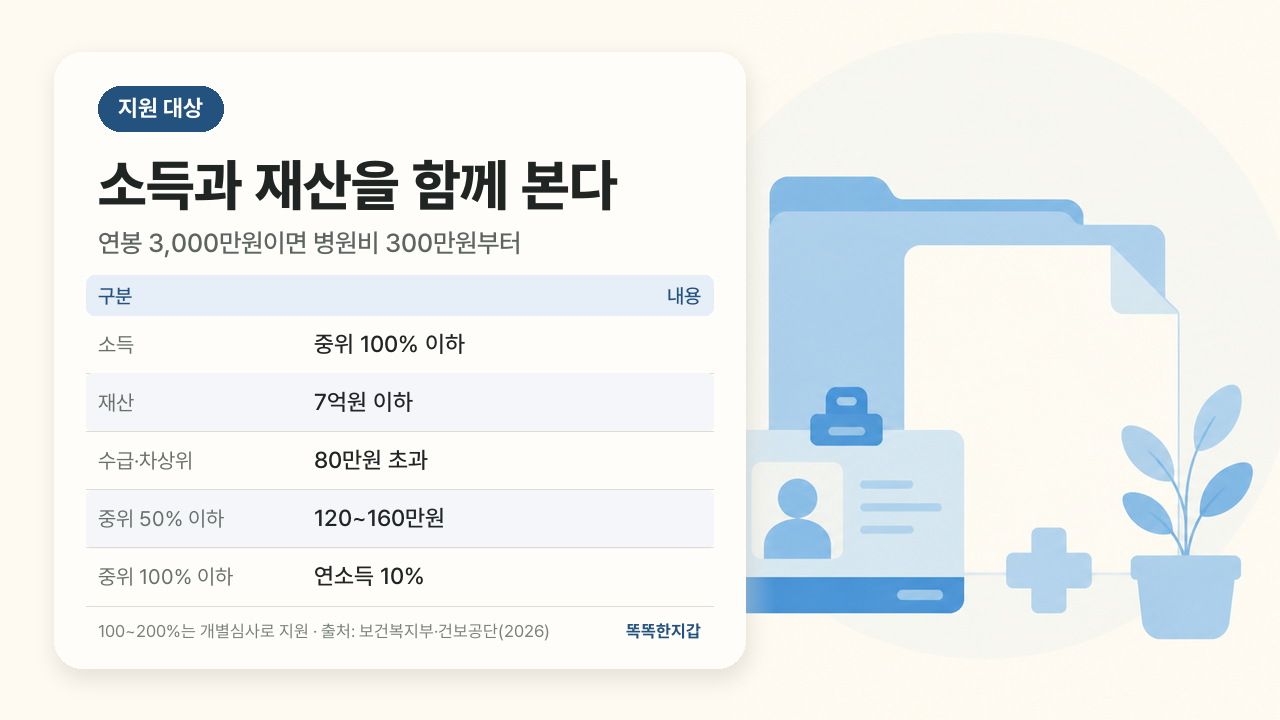 지원 대상
소득과 재산을 함께 본다
연봉 3,000만원이면 병원비 300만원부터
구분 내용
소득 중위 100% 이하
재산 7억원 이하
수급·차상위 80만원 초과
중위 50% 이하 120~160만원
중위 100% 이하 연소득 10%
100~200%는 개별심사로 지원 · 출처: 보건복지부·건보공단(2026) 똑똑한지갑